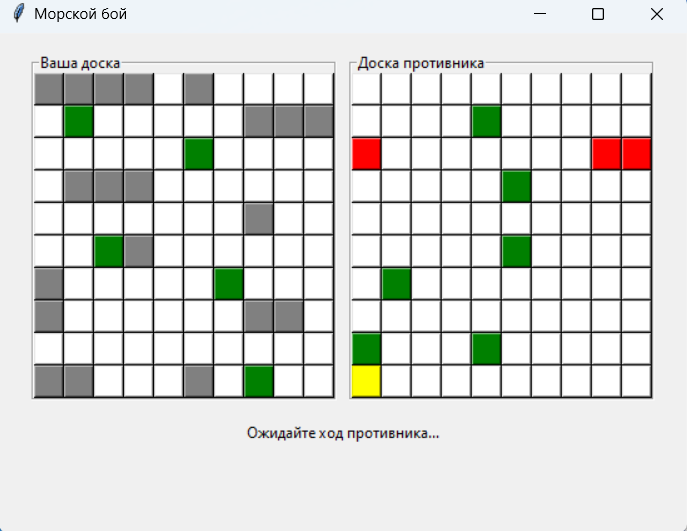 Морской бой
Ваша доска
Доска противника
Ожидайте ход противника...